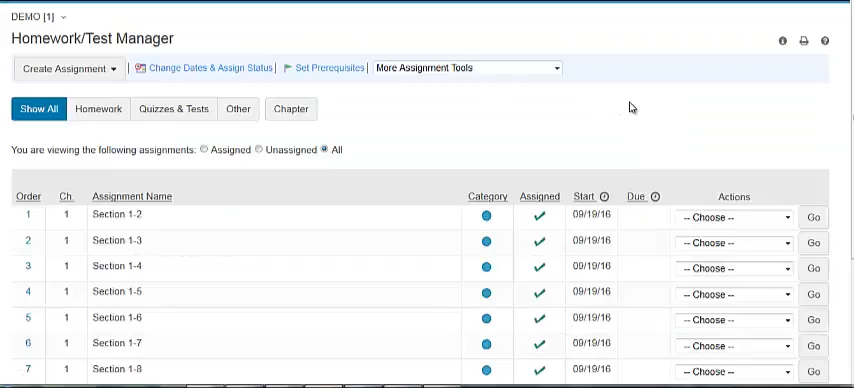 DEMO [1]
Homework/Test Manager
Create Assignment Change Dates & Assign Status | Set Prerequisites | More Assignment Tools
Show All Homework Quizzes & Tests Other Chapter
You are viewing the following assignments: Assigned Unassigned All
Order Ch. Assignment Name Category Assigned Start Due Actions
1 1 Section 1-2 09/19/16 -- Choose -- Go
2 1 Section 1-3 09/19/16 -- Choose -- Go
3 1 Section 1-4 09/19/16 -- Choose -- Go
4 1 Section 1-5 09/19/16 -- Choose -- Go
5 1 Section 1-6 09/19/16 -- Choose -- Go
6 1 Section 1-7 09/19/16 -- Choose -- Go
7 1 Section 1-8 09/19/16 -- Choose -- Go